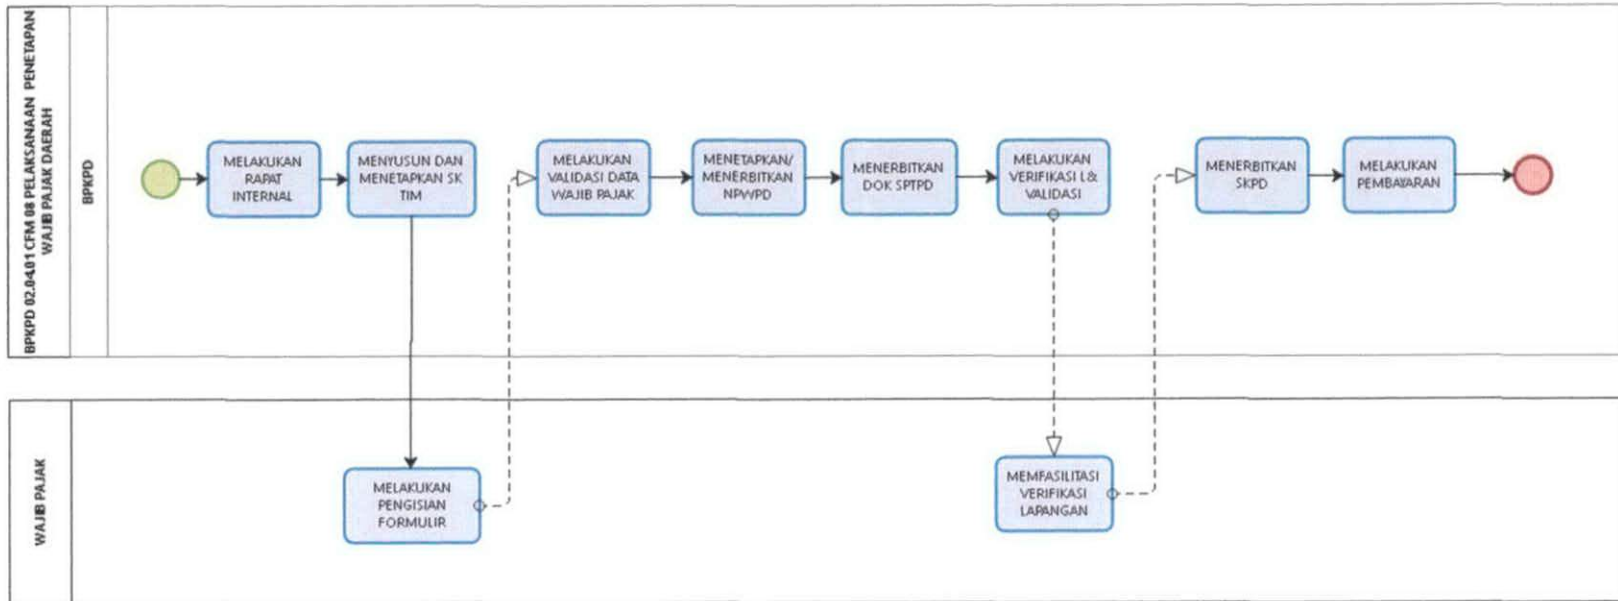 BPKPD 02.04.01 CFM 08 PELAKSANAAN PENETAPAN
WAJIB PAJAK DAERAH
BPKPD
MELAKUKAN
RAPAT
INTERNAL
MENYUSUN DAN
MENETAPKAN SK
TIM
MELAKUKAN
VALIDASI DATA
WAJIB PAJAK
MENETAPKAN/
MENERBITKAN
NPWPD
MENERBITKAN
DOK SPTPD
MELAKUKAN
VERIFIKASI L&
VALIDASI
MENERBITKAN
SKPD
MELAKUKAN
PEMBAYARAN
WAJIB PAJAK
MELAKUKAN
PENGISIAN
FORMULIR
MEMFASILITASI
VERIFIKASI
LAPANGAN